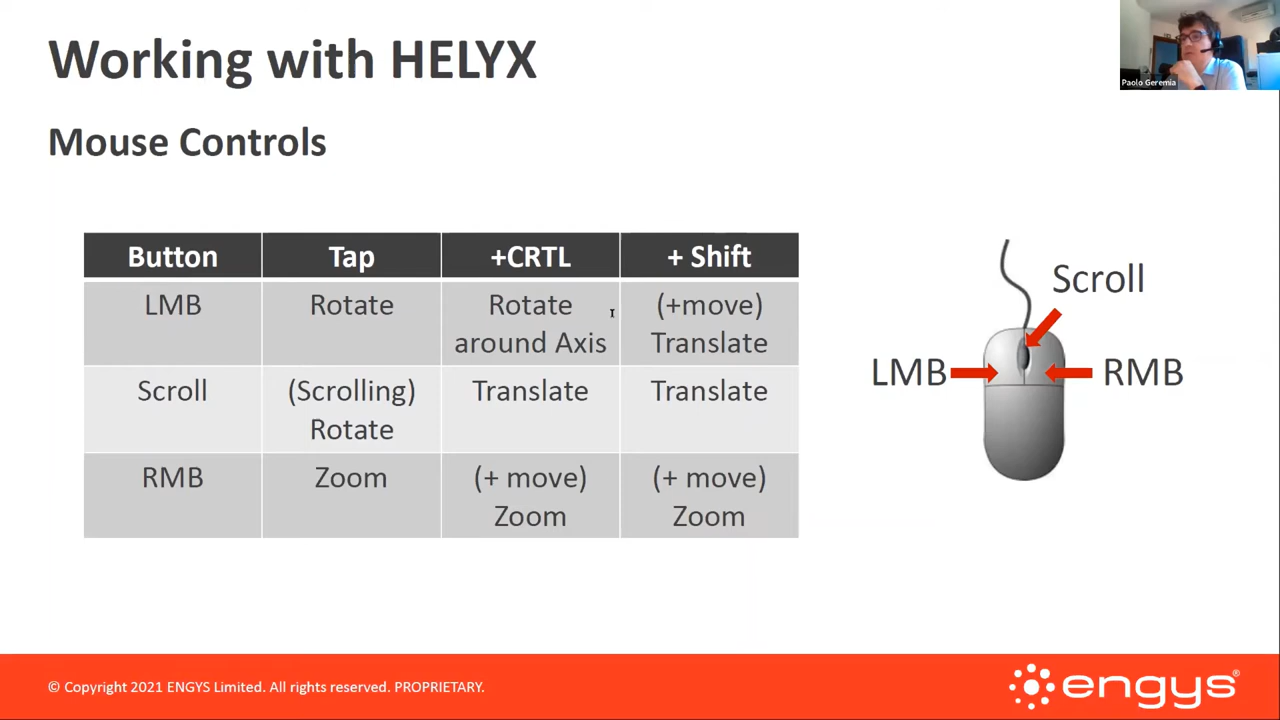 Working with HELYX
Paolo Geremia
Mouse Controls
Button Tap +CRTL + Shift
LMB Rotate Rotate around Axis (+move) Translate
Scroll (Scrolling) Rotate Translate Translate
RMB Zoom (+ move) Zoom (+ move) Zoom
Scroll
LMB RMB
© Copyright 2021 ENGYS Limited. All rights reserved. PROPRIETARY.
engys®